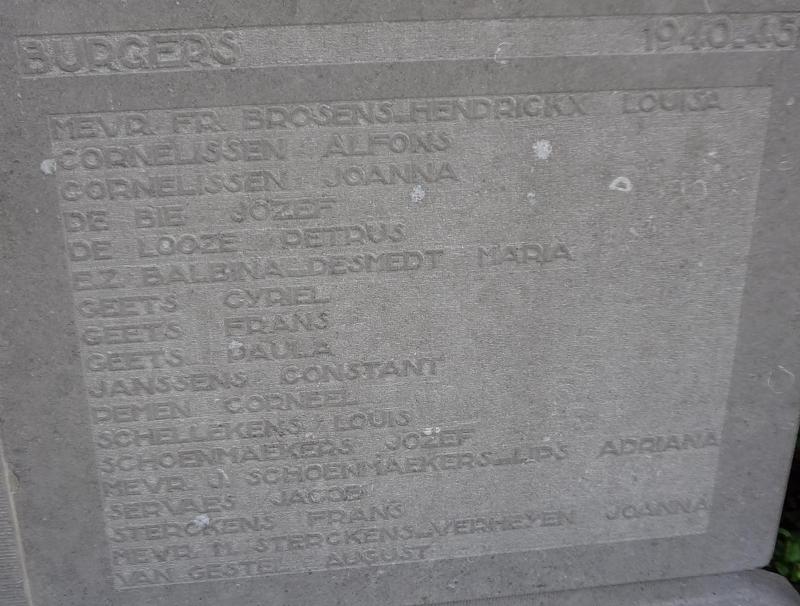 BURGERS 1940-45
MEVR. FR. BROSENS-HENDRICKX LOUISA
CORNELISSEN ALFONS
CORNELISSEN JOANNA
DE BIE JOZEF
DE LOOZE PETRUS
E.Z. BALBINA-DESMEDT MARIA
GEETS CYRIEL
GEETS FRANS
GEETS PAULA
JANSSENS CONSTANT
PEMEN CORNEEL
SCHELLEKENS LOUIS
SCHOENMAEKERS JOZEF
MEVR. J. SCHOENMAEKERS-LIPS ADRIANA
SERVAES JACOB
STERCKENS FRANS
MEVR. M. STERCKENS-VERHEYEN JOANNA
VAN GESTEL AUGUST